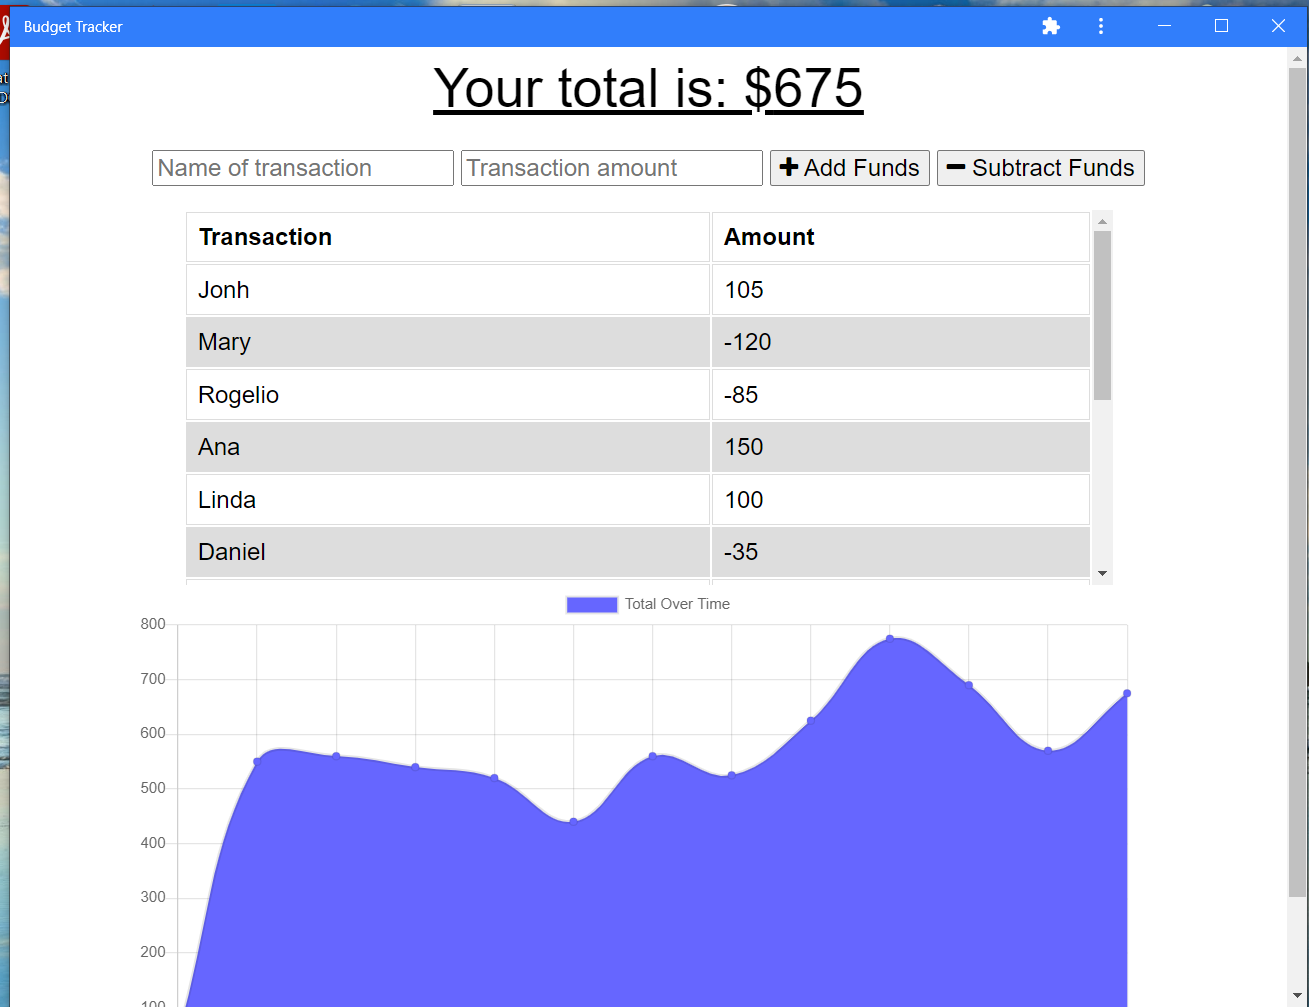 Budget Tracker
Your total is: $675
Name of transaction Transaction amount Add Funds Subtract Funds
Transaction Amount
Jonh 105
Mary -120
Rogelio -85
Ana 150
Linda 100
Daniel -35
Total Over Time
800
700
600
500
400
300
200
100